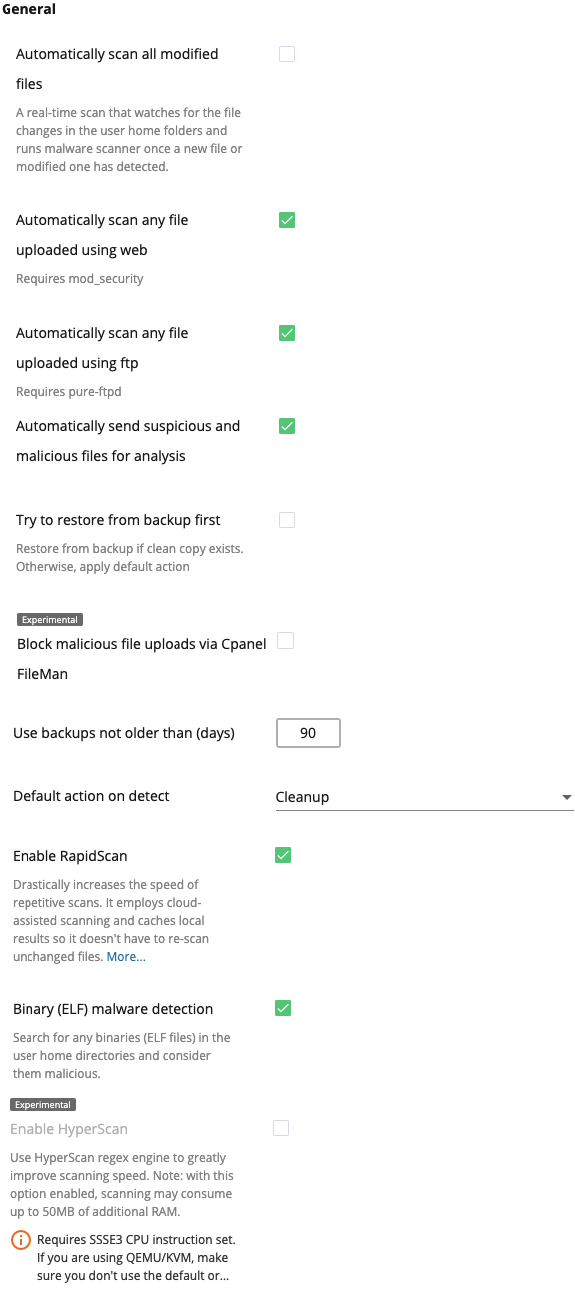 General
Automatically scan all modified
files
A real-time scan that watches for the file
changes in the user home folders and
runs malware scanner once a new file or
modified one has detected.
Automatically scan any file
uploaded using web
Requires mod_security
Automatically scan any file
uploaded using ftp
Requires pure-ftpd
Automatically send suspicious and
malicious files for analysis
Try to restore from backup first
Restore from backup if clean copy exists.
Otherwise, apply default action
Experimental
Block malicious file uploads via Cpanel
FileMan
Use backups not older than (days) 90
Default action on detect Cleanup
Enable RapidScan
Drastically increases the speed of
repetitive scans. It employs cloud-
assisted scanning and caches local
results so it doesn't have to re-scan
unchanged files. More...
Binary (ELF) malware detection
Search for any binaries (ELF files) in the
user home directories and consider
them malicious.
Experimental
Enable HyperScan
Use HyperScan regex engine to greatly
improve scanning speed. Note: with this
option enabled, scanning may consume
up to 50MB of additional RAM.
Requires SSSE3 CPU instruction set.
If you are using QEMU/KVM, make
sure you don't use the default or...